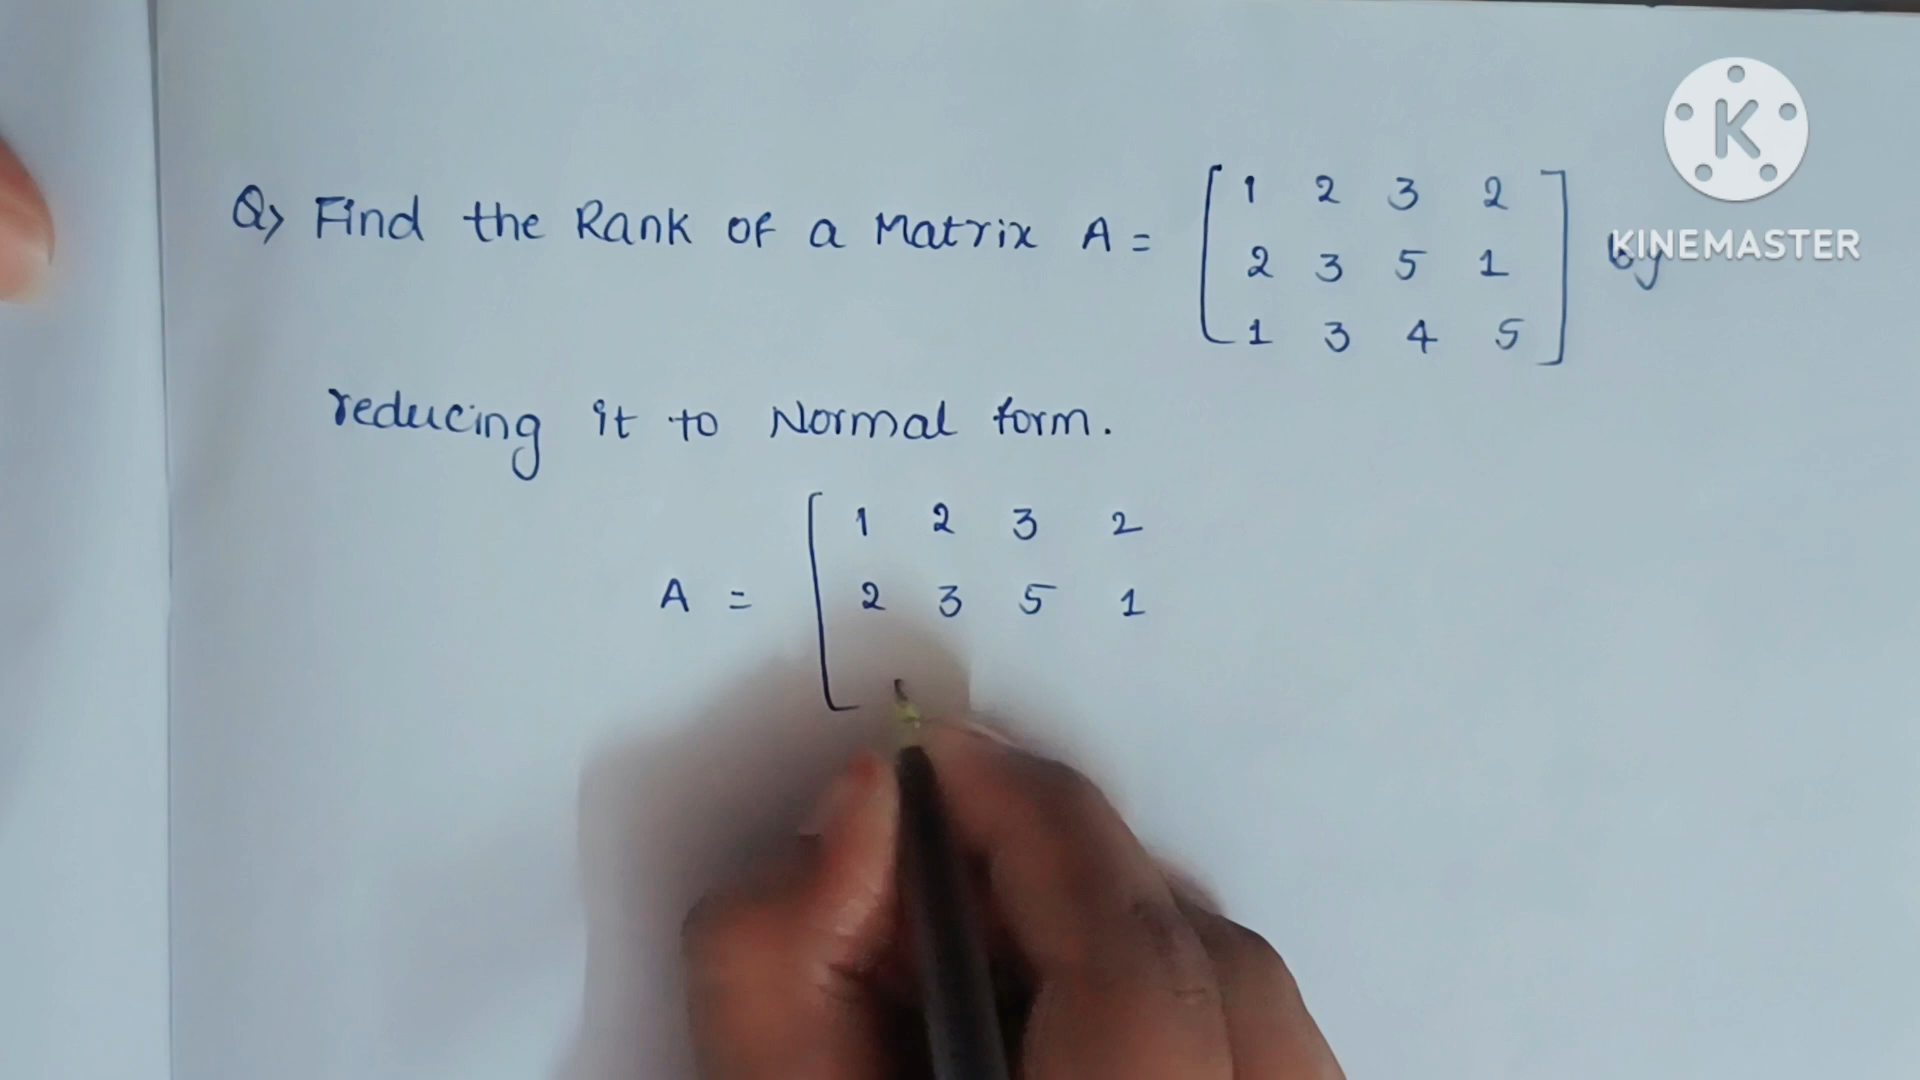 Q> Find the Rank of a Matrix A = [ 1 2 3 2
2 3 5 1
1 3 4 5 ] by
reducing it to Normal form.
A = [ 1 2 3 2
2 3 5 1
K
KINEMASTER